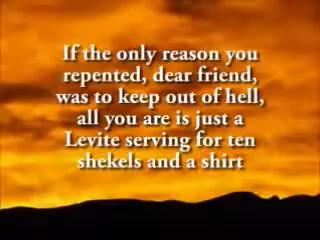 If the only reason you
repented, dear friend,
was to keep out of hell,
all you are is just a
Levite serving for ten
shekels and a shirt